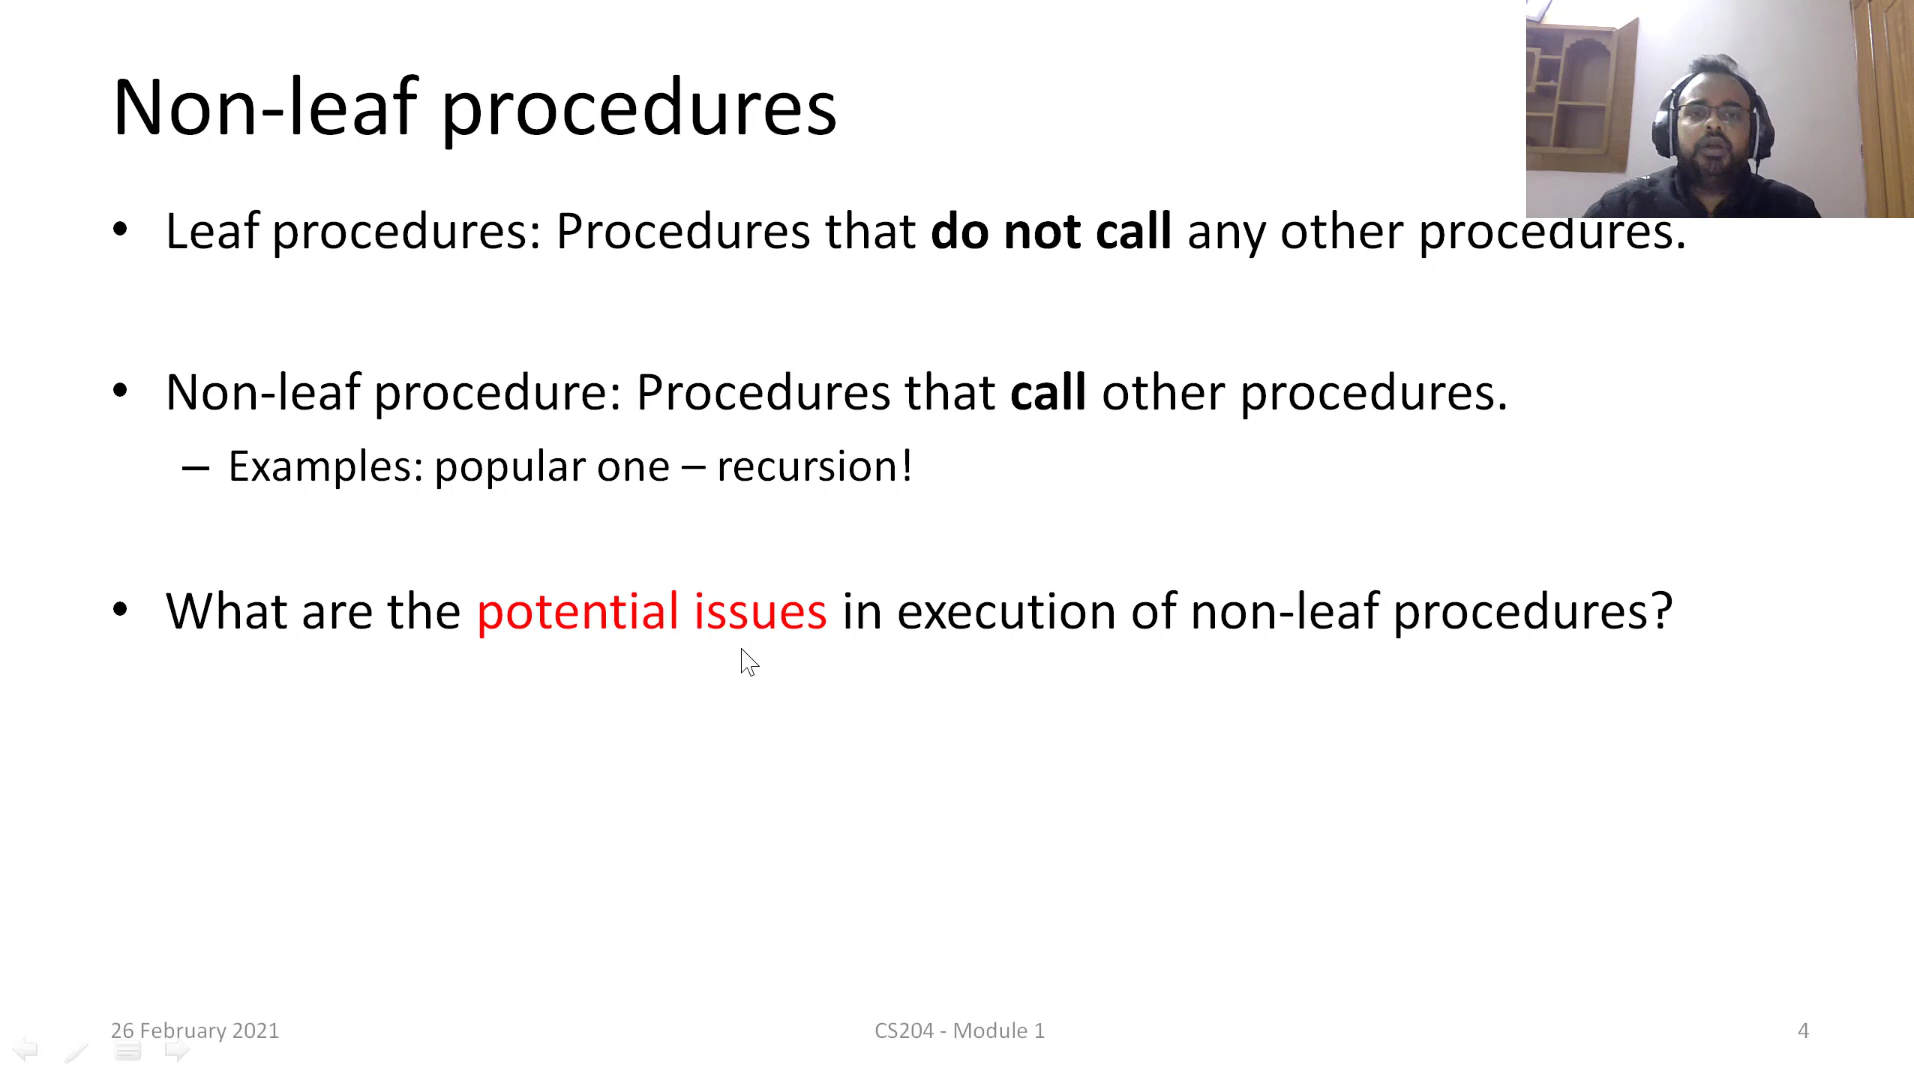 Non-leaf procedures
• Leaf procedures: Procedures that do not call any other procedures.
• Non-leaf procedure: Procedures that call other procedures.
– Examples: popular one – recursion!
• What are the potential issues in execution of non-leaf procedures?
26 February 2021
CS204 - Module 1
4